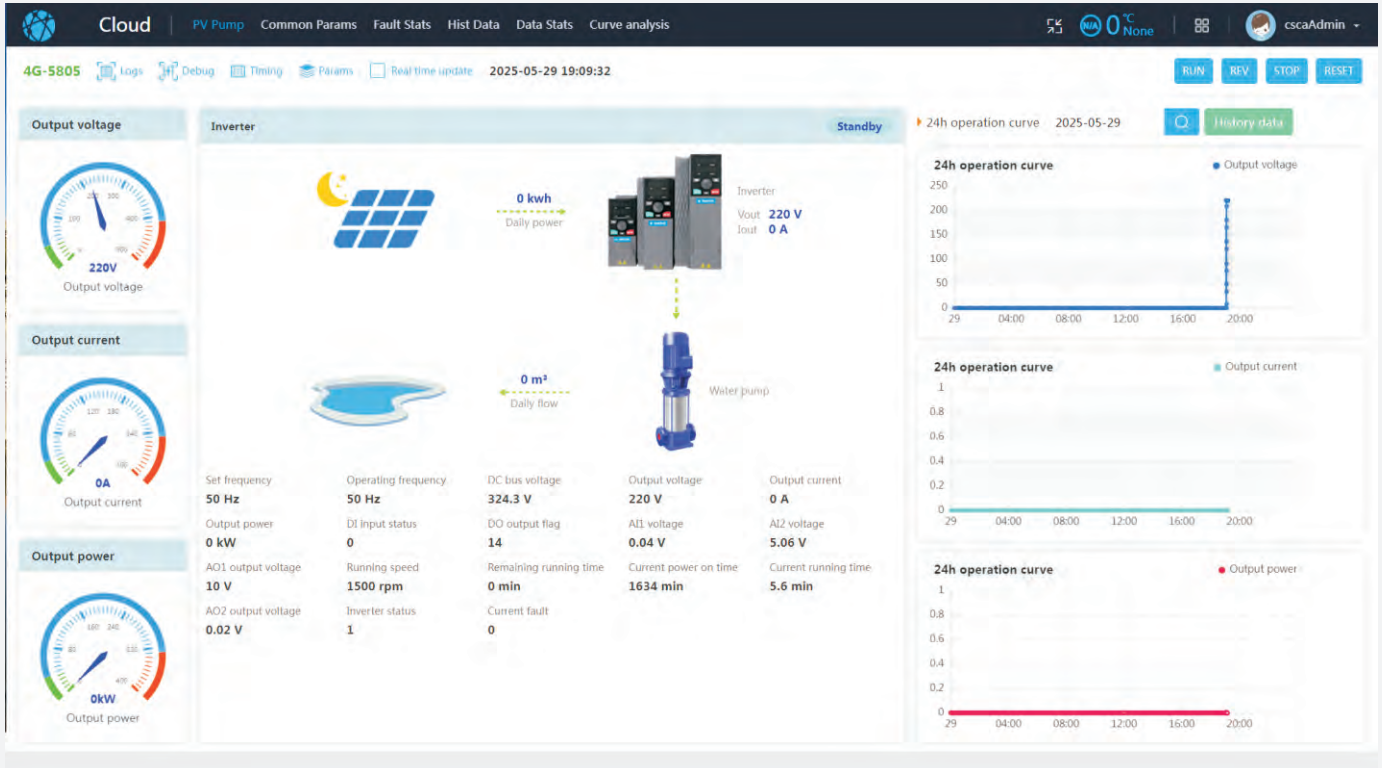 Cloud PV Pump Common Params Fault Stats Hist Data Data Stats Curve analysis N/A 0 °C None cscaAdmin
4G-5805 Logs Debug Timing Params Real time update 2025-05-29 19:09:32 RUN REV STOP RESET
Output voltage
220V
Output voltage
Output current
0A
Output current
Output power
0kW
Output power
Inverter Standby
0 kwh
Daily power
Inverter
Vout 220 V
Iout 0 A
0 m³
Daily flow
Water pump
Set frequency Operating frequency DC bus voltage Output voltage Output current
50 Hz 50 Hz 324.3 V 220 V 0 A
Output power DI input status DO output flag AI1 voltage AI2 voltage
0 kW 0 14 0.04 V 5.06 V
AO1 output voltage Running speed Remaining running time Current power on time Current running time
10 V 1500 rpm 0 min 1634 min 5.6 min
AO2 output voltage Inverter status Current fault
0.02 V 1 0
24h operation curve 2025-05-29 History data
24h operation curve Output voltage
250
200
150
100
50
0
29 04:00 08:00 12:00 16:00 20:00
24h operation curve Output current
1
0.8
0.6
0.4
0.2
0
29 04:00 08:00 12:00 16:00 20:00
24h operation curve Output power
1
0.8
0.6
0.4
0.2
0
29 04:00 08:00 12:00 16:00 20:00